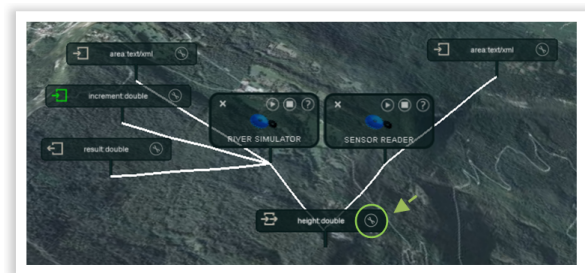 area:text/xml
area:text/xml
increment:double
RIVER SIMULATOR
SENSOR READER
result:double
height:double